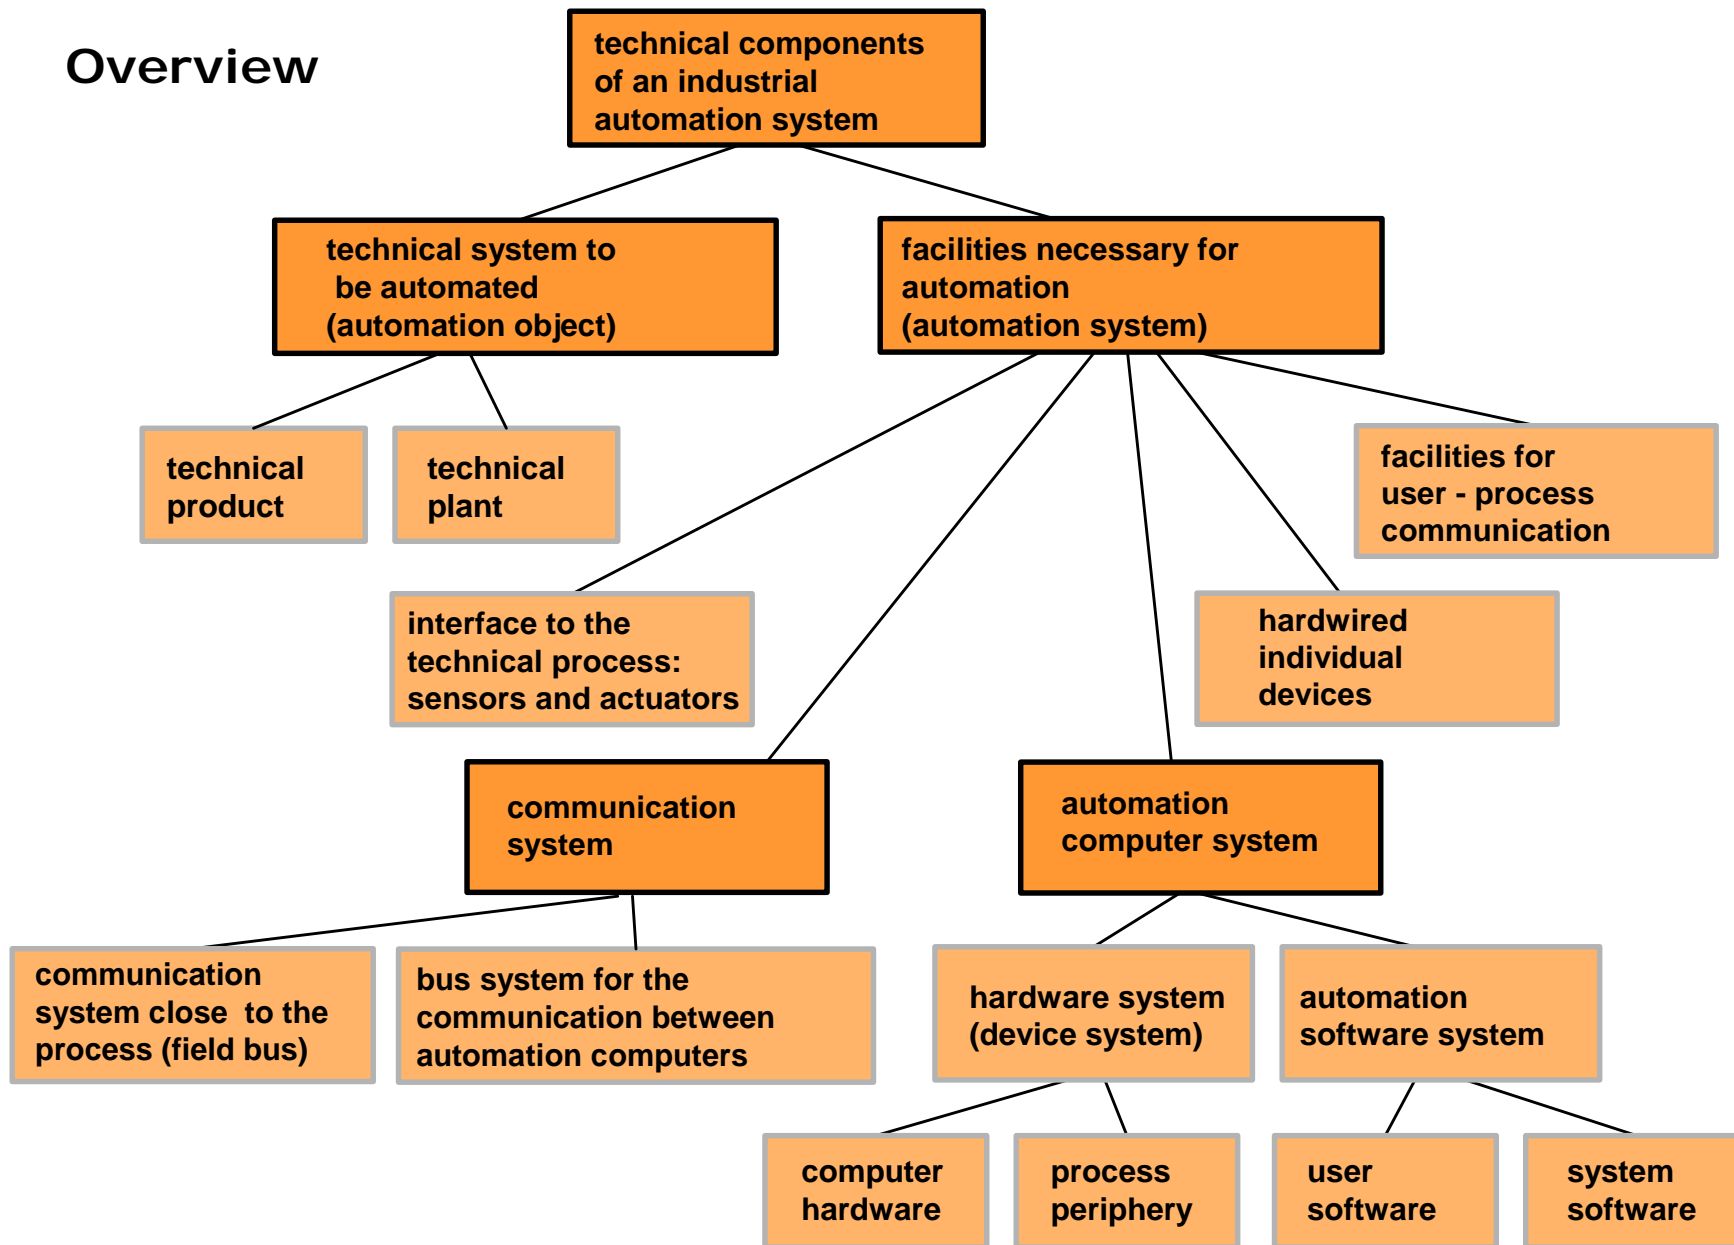 Overview
technical components
of an industrial
automation system
technical system to
be automated
(automation object)
facilities necessary for
automation
(automation system)
technical
product
technical
plant
facilities for
user - process
communication
interface to the
technical process:
sensors and actuators
hardwired
individual
devices
communication
system
automation
computer system
communication
system close  to the
process (field bus)
bus system for the
communication between
automation computers
hardware system
(device system)
automation
software system
computer
hardware
process
periphery
user
software
system
software